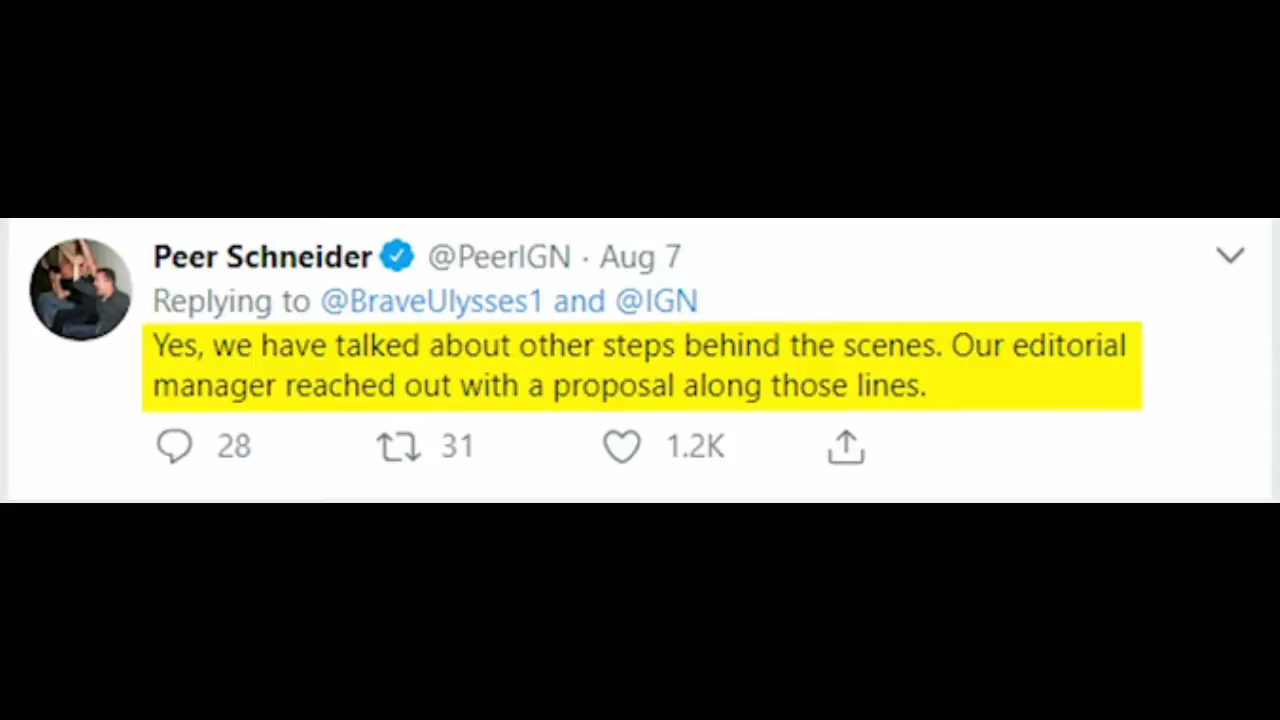 Peer Schneider @PeerIGN · Aug 7
Replying to @BraveUlysses1 and @IGN
Yes, we have talked about other steps behind the scenes. Our editorial
manager reached out with a proposal along those lines.
28 31 1.2K